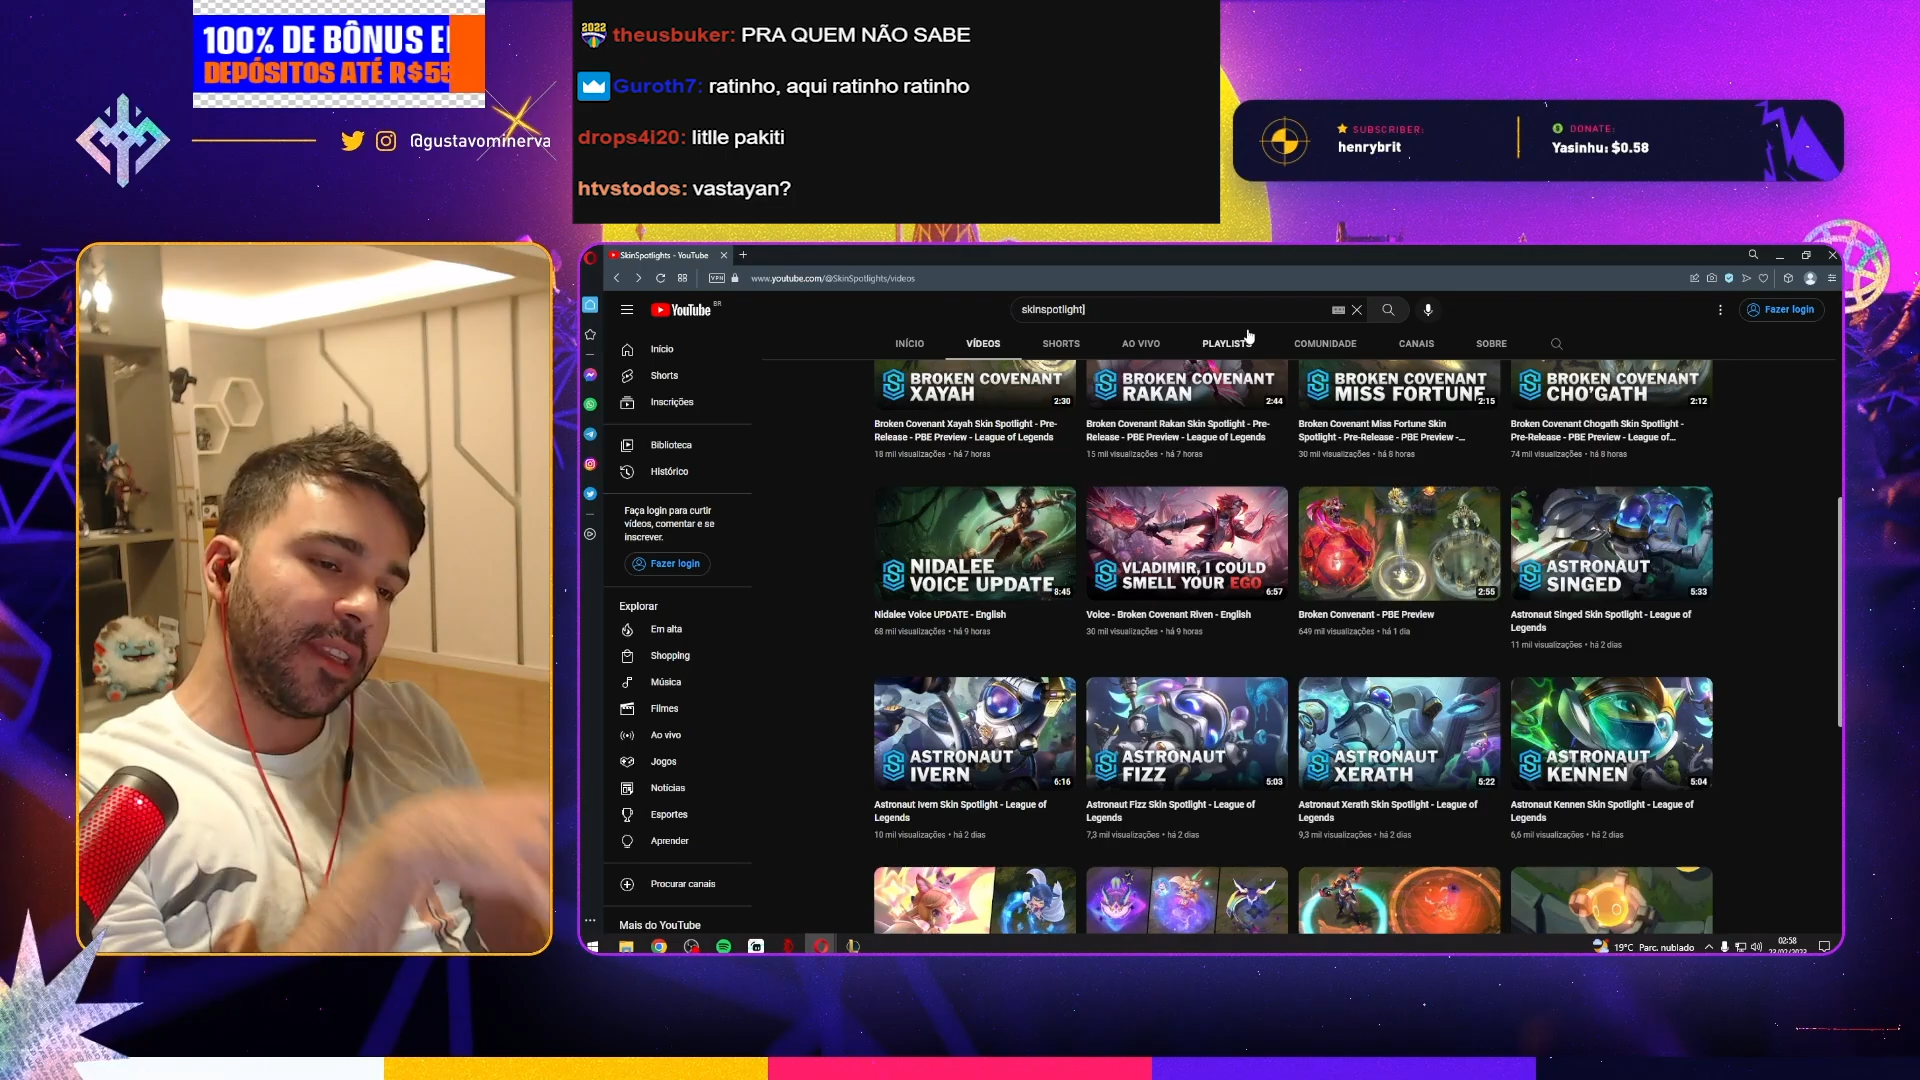 100% DE BÔNUS E
DEPÓSITOS ATÉ R$
@gustavominerva
2022
theusbuker: PRA QUEM NÃO SABE
Guroth7: ratinho, aqui ratinho ratinho
drops4i20: litlle pakiti
htvstodos: vastayan?
SUBSCRIBER:
henrybrit
DONATE:
Yasinhu: $0.58
SkinSpotlights - YouTube
VPN
www.youtube.com/@SkinSpotlights/videos
YouTube BR
skinspotlight
Fazer login
INÍCIO VÍDEOS SHORTS AO VIVO PLAYLISTS COMUNIDADE CANAIS SOBRE
Início
Shorts
Inscrições
Biblioteca
Histórico
Faça login para curtir
vídeos, comentar e se
inscrever.
Fazer login
Explorar
Em alta
Shopping
Música
Filmes
Ao vivo
Jogos
Notícias
Esportes
Aprender
Procurar canais
Mais do YouTube
BROKEN COVENANT
XAYAH
2:30
Broken Covenant Xayah Skin Spotlight - Pre-
Release - PBE Preview - League of Legends
18 mil visualizações • há 7 horas
BROKEN COVENANT
RAKAN
2:44
Broken Covenant Rakan Skin Spotlight - Pre-
Release - PBE Preview - League of Legends
15 mil visualizações • há 7 horas
BROKEN COVENANT
MISS FORTUNE
2:15
Broken Covenant Miss Fortune Skin
Spotlight - Pre-Release - PBE Preview -...
30 mil visualizações • há 8 horas
BROKEN COVENANT
CHO'GATH
2:12
Broken Covenant Chogath Skin Spotlight -
Pre-Release - PBE Preview - League of...
74 mil visualizações • há 8 horas
NIDALEE
VOICE UPDATE
8:45
Nidalee Voice UPDATE - English
68 mil visualizações • há 9 horas
VLADIMIR, I COULD
SMELL YOUR EGO
6:57
Voice - Broken Covenant Riven - English
30 mil visualizações • há 9 horas
2:55
Broken Convenant - PBE Preview
649 mil visualizações • há 1 dia
ASTRONAUT
SINGED
5:33
Astronaut Singed Skin Spotlight - League of
Legends
11 mil visualizações • há 2 dias
ASTRONAUT
IVERN
6:16
Astronaut Ivern Skin Spotlight - League of
Legends
10 mil visualizações • há 2 dias
ASTRONAUT
FIZZ
5:03
Astronaut Fizz Skin Spotlight - League of
Legends
7,3 mil visualizações • há 2 dias
ASTRONAUT
XERATH
5:22
Astronaut Xerath Skin Spotlight - League of
Legends
9,3 mil visualizações • há 2 dias
ASTRONAUT
KENNEN
5:04
Astronaut Kennen Skin Spotlight - League of
Legends
6,6 mil visualizações • há 2 dias
19°C Parc. nublado
02:58